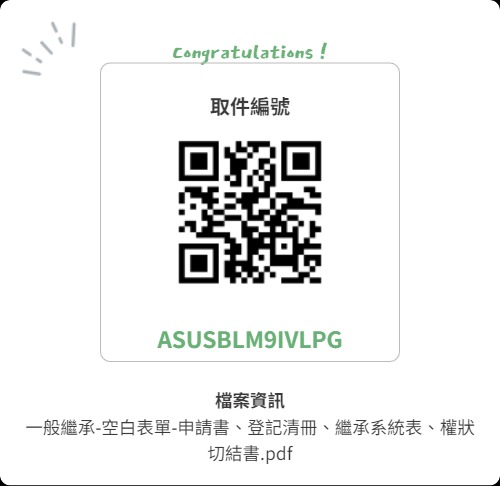 Congratulations !
取件編號
ASUSBLM9IVLPG
檔案資訊
一般繼承-空白表單-申請書、登記清冊、繼承系統表、權狀
切結書.pdf